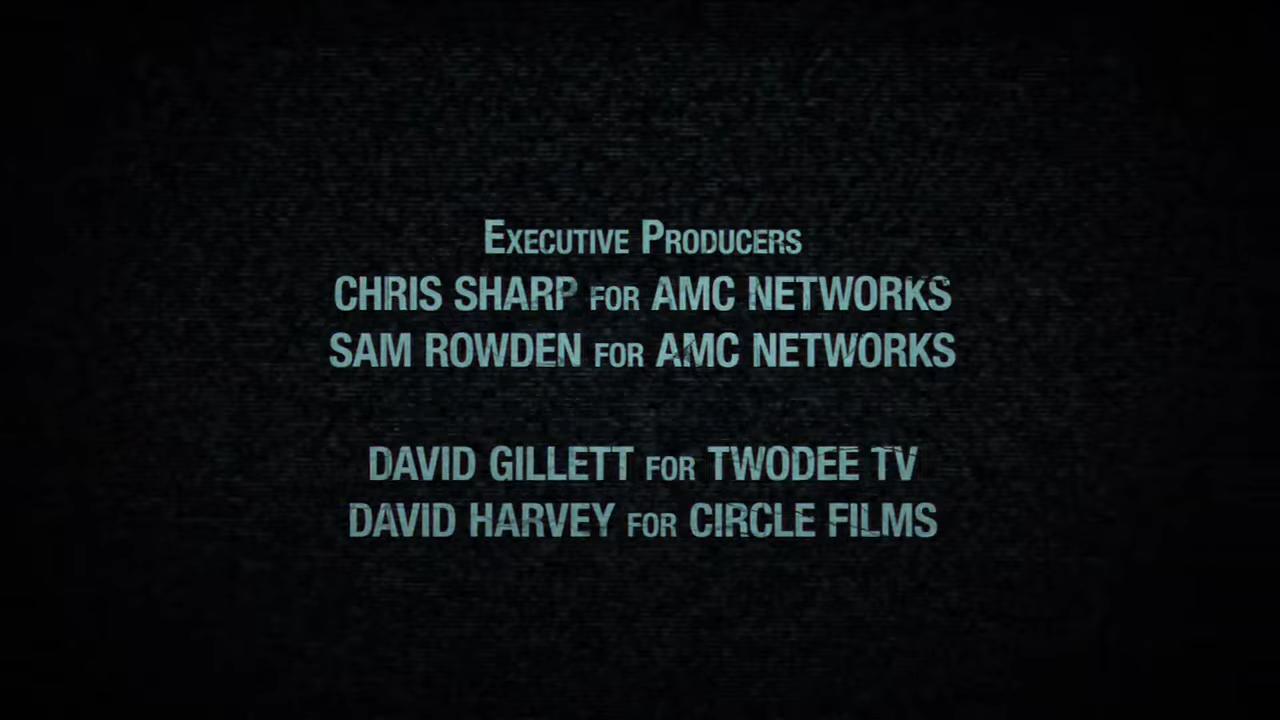 Executive Producers
CHRIS SHARP FOR AMC NETWORKS
SAM ROWDEN FOR AMC NETWORKS
DAVID GILLETT FOR TWODEE TV
DAVID HARVEY FOR CIRCLE FILMS